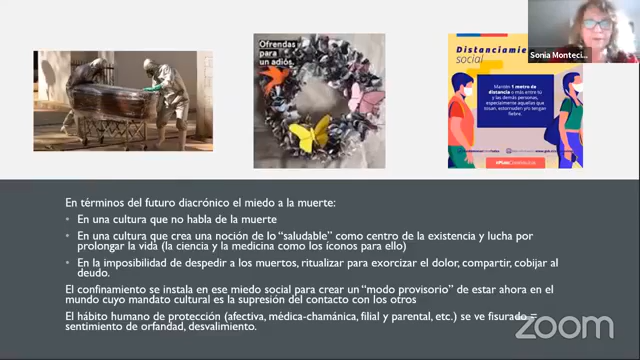 Ofrendas
para
un adiós.
Distanciamie
social
Mantén 1 metro de
distancia o más entre tú
y las demás personas,
especialmente aquellas que
tosan, estornuden y/o tengan
fiebre.
Sonia Monteci...
En términos del futuro diacrónico el miedo a la muerte:
• En una cultura que no habla de la muerte
• En una cultura que crea una noción de lo “saludable” como centro de la existencia y lucha por
prolongar la vida (la ciencia y la medicina como los íconos para ello)
• En la imposibilidad de despedir a los muertos, ritualizar para exorcizar el dolor, compartir, cobijar al
deudo.
El confinamiento se instala en ese miedo social para crear un “modo provisorio” de estar ahora en el
mundo cuyo mandato cultural es la supresión del contacto con los otros
El hábito humano de protección (afectiva, médica-chamánica, filial y parental, etc.) se ve fisurado =
sentimiento de orfandad, desvalimiento.
zoom